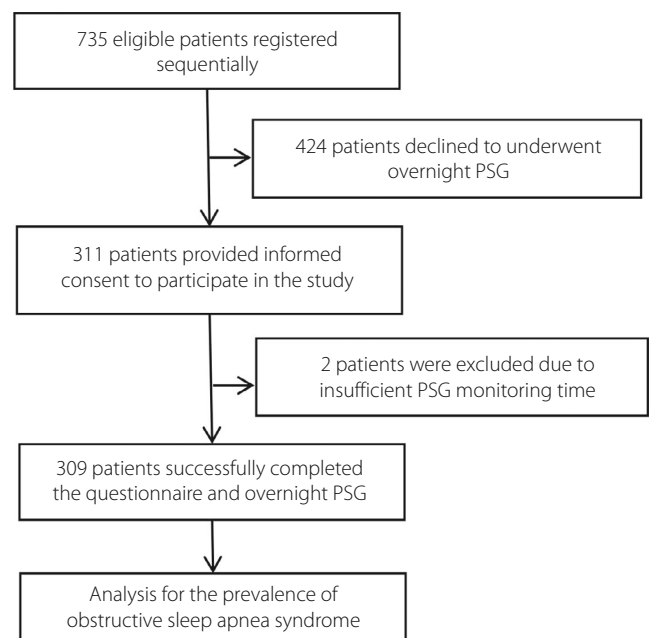 735 eligible patients registered
sequentially
424 patients declined to underwent
overnight PSG
311 patients provided informed
consent to participate in the study
2 patients were excluded due to
insufficient PSG monitoring time
309 patients successfully completed
the questionnaire and overnight PSG
Analysis for the prevalence of
obstructive sleep apnea syndrome